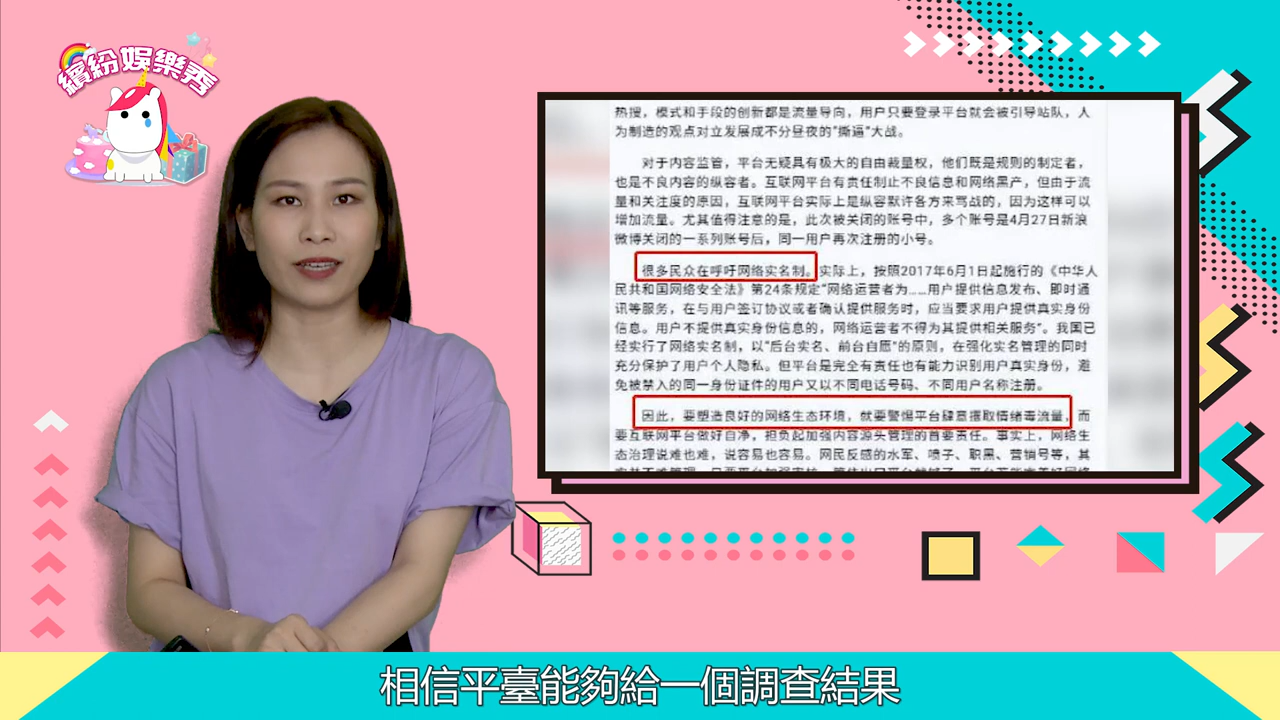 繽紛娛樂秀
热搜，模式和手段的创新都是流量导向，用户只要登录平台就会被引导站队，人
为制造的观点对立发展成不分昼夜的“撕逼”大战。
对于内容监管，平台无疑具有极大的自由裁量权，他们既是规则的制定者，
也是不良内容的纵容者。互联网平台有责任制止不良信息和网络黑产，但由于流
量和关注度的原因，互联网平台实际上是纵容默许各方来骂战的，因为这样可以
增加流量。尤其值得注意的是，此次被关闭的账号中，多个账号是4月27日新浪
微博关闭的一系列账号后，同一用户再次注册的小号。
很多民众在呼吁网络实名制。实际上，按照2017年6月1日起施行的《中华人
民共和国网络安全法》第24条规定“网络运营者为……用户提供信息发布、即时通
讯等服务，在与用户签订协议或者确认提供服务时，应当要求用户提供真实身份
信息。用户不提供真实身份信息的，网络运营者不得为其提供相关服务”。我国已
经实行了网络实名制，以“后台实名、前台自愿”的原则，在强化实名管理的同时
充分保护了用户个人隐私。但平台是完全有责任也有能力识别用户真实身份，避
免被禁入的同一身份证件的用户又以不同电话号码、不同用户名称注册。
因此，要塑造良好的网络生态环境，就要警惕平台肆意攫取情绪毒流量，而
要互联网平台做好自净，担负起加强内容源头管理的首要责任。事实上，网络生
态治理说难也难，说容易也容易。网民反感的水军、喷子、职黑、营销号等，其
相信平臺能夠給一個調查結果